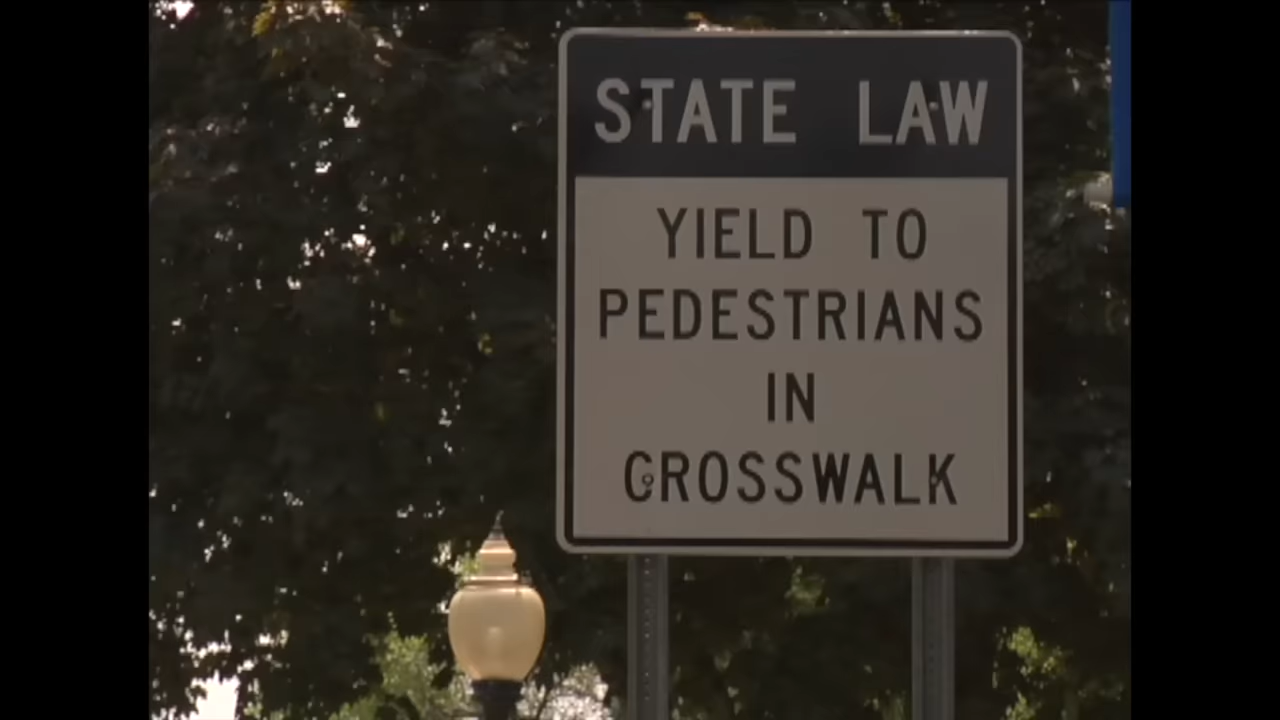 STATE LAW
YIELD TO
PEDESTRIANS
IN
CROSSWALK